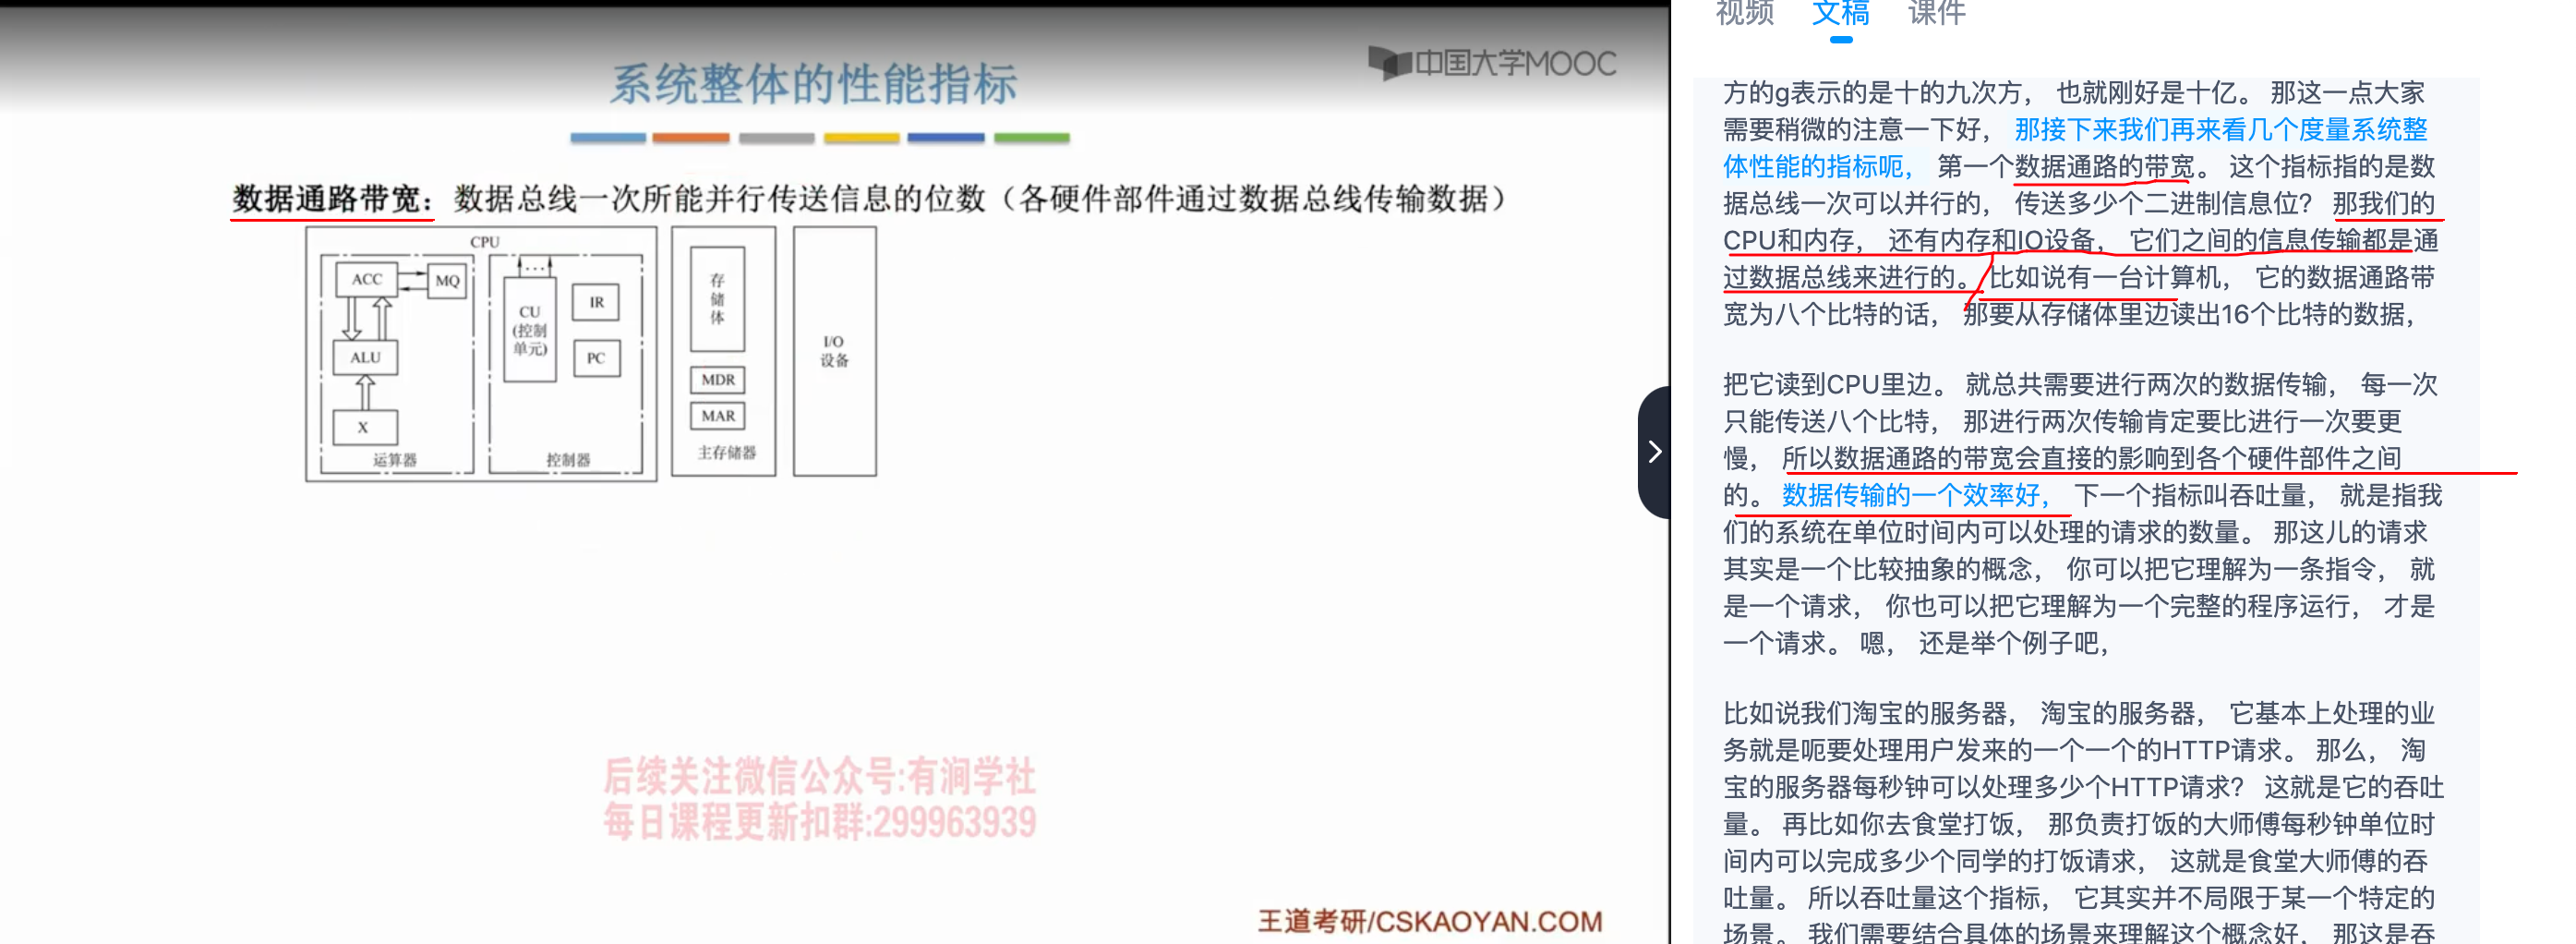 系统整体的性能指标
中国大学MOOC
数据通路带宽：数据总线一次所能并行传送信息的位数（各硬件部件通过数据总线传输数据）
CPU
ACC
MQ
ALU
X
运算器
...
CU
(控制
单元)
IR
PC
控制器
存
储
体
MDR
MAR
主存储器
I/O
设备
后续关注微信公众号:有涧学社
每日课程更新扣群:299963939
王道考研/CSKAOYAN.COM
视频 文稿 课件
方的g表示的是十的九次方， 也就刚好是十亿。 那这一点大家
需要稍微的注意一下好， 那接下来我们再来看几个度量系统整
体性能的指标呃， 第一个数据通路的带宽。 这个指标指的是数
据总线一次可以并行的， 传送多少个二进制信息位？ 那我们的
CPU和内存， 还有内存和IO设备， 它们之间的信息传输都是通
过数据总线来进行的。 比如说有一台计算机， 它的数据通路带
宽为八个比特的话， 那要从存储体里边读出16个比特的数据，
把它读到CPU里边。 就总共需要进行两次的数据传输， 每一次
只能传送八个比特， 那进行两次传输肯定要比进行一次要更
慢， 所以数据通路的带宽会直接的影响到各个硬件部件之间
的。 数据传输的一个效率好， 下一个指标叫吞吐量， 就是指我
们的系统在单位时间内可以处理的请求的数量。 那这儿的请求
其实是一个比较抽象的概念， 你可以把它理解为一条指令， 就
是一个请求， 你也可以把它理解为一个完整的程序运行， 才是
一个请求。 嗯， 还是举个例子吧，
比如说我们淘宝的服务器， 淘宝的服务器， 它基本上处理的业
务就是呃要处理用户发来的一个一个的HTTP请求。 那么， 淘
宝的服务器每秒钟可以处理多少个HTTP请求？ 这就是它的吞吐
量。 再比如你去食堂打饭， 那负责打饭的大师傅每秒钟单位时
间内可以完成多少个同学的打饭请求， 这就是食堂大师傅的吞
吐量。 所以吞吐量这个指标， 它其实并不局限于某一个特定的
场景。 我们需要结合具体的场景来理解这个概念好， 那这是吞